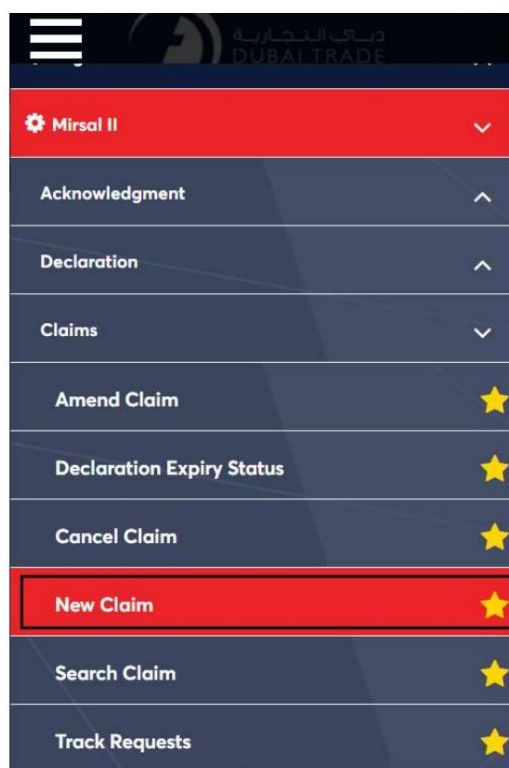 دبي التجارية
DUBAI TRADE
Mirsal II
Acknowledgment
Declaration
Claims
Amend Claim
Declaration Expiry Status
Cancel Claim
New Claim
Search Claim
Track Requests